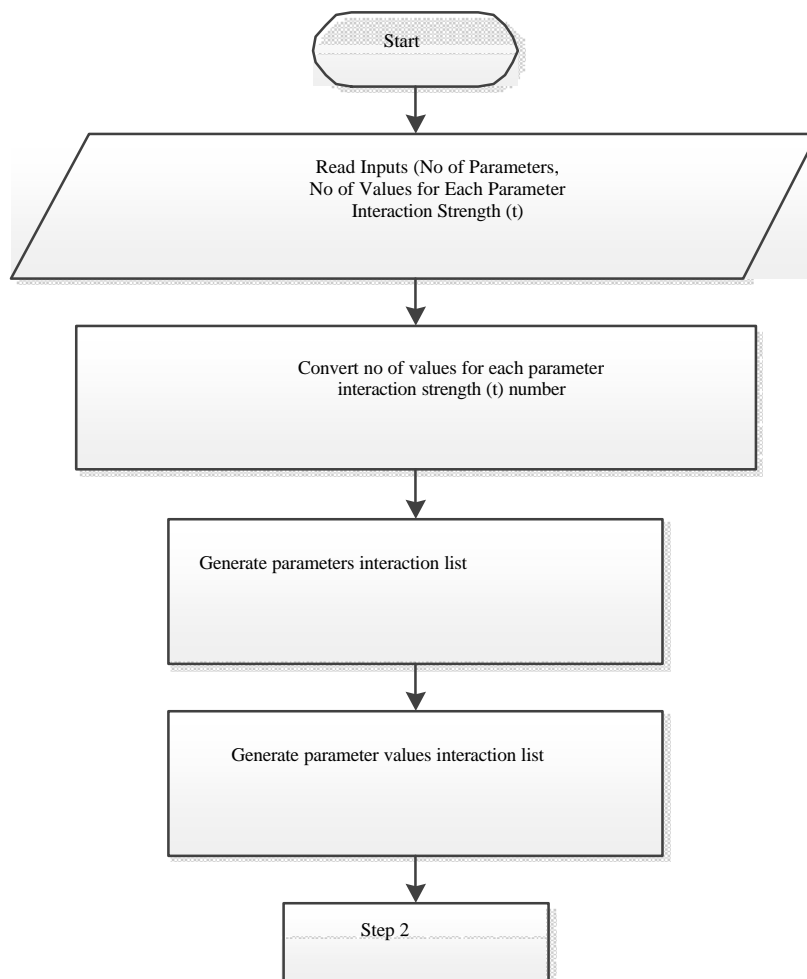 Start
Read Inputs (No of Parameters,
No of Values for Each Parameter
Interaction Strength (t)
Convert no of values for each parameter
interaction strength (t) number
Generate parameters interaction list
Generate parameter values interaction list
Step 2